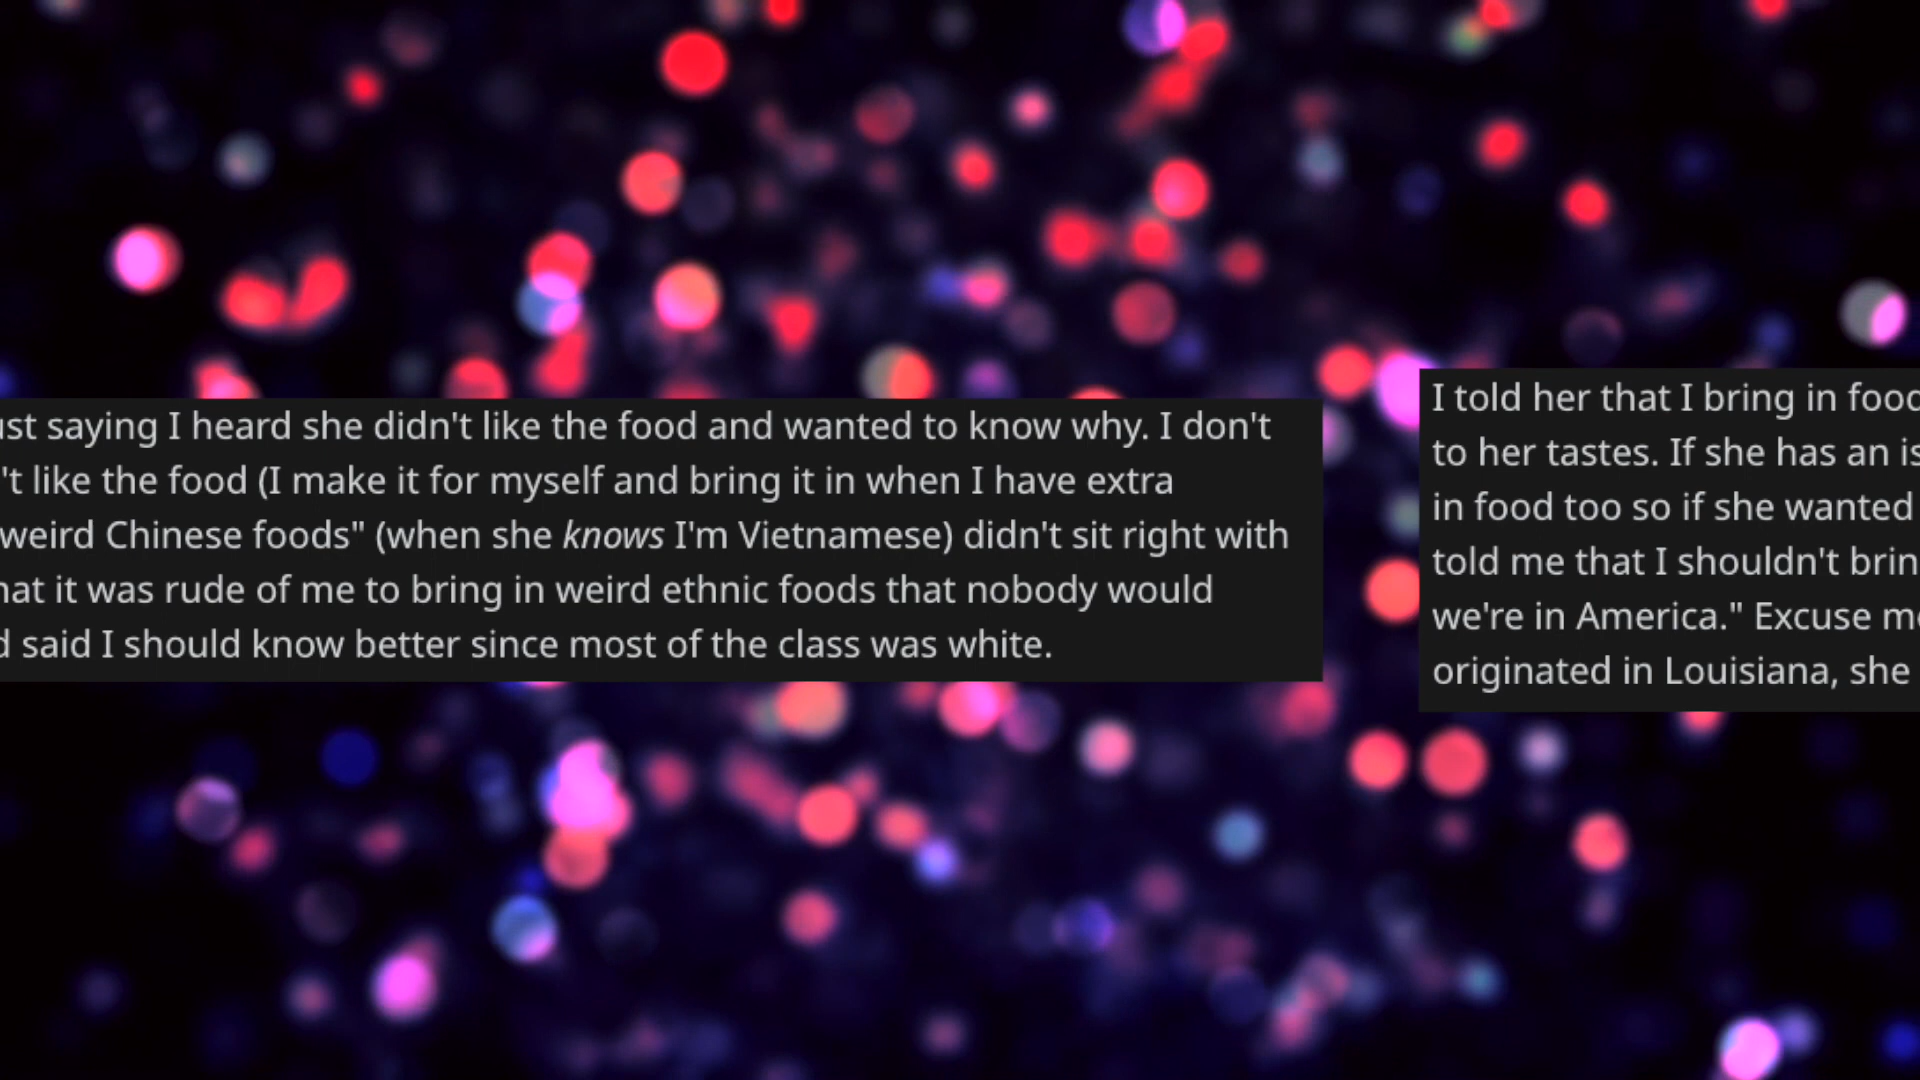 ust saying I heard she didn't like the food and wanted to know why. I don't
't like the food (I make it for myself and bring it in when I have extra
weird Chinese foods" (when she knows I'm Vietnamese) didn't sit right with
hat it was rude of me to bring in weird ethnic foods that nobody would
d said I should know better since most of the class was white.
I told her that I bring in food
to her tastes. If she has an is
in food too so if she wanted
told me that I shouldn't brin
we're in America." Excuse me
originated in Louisiana, she